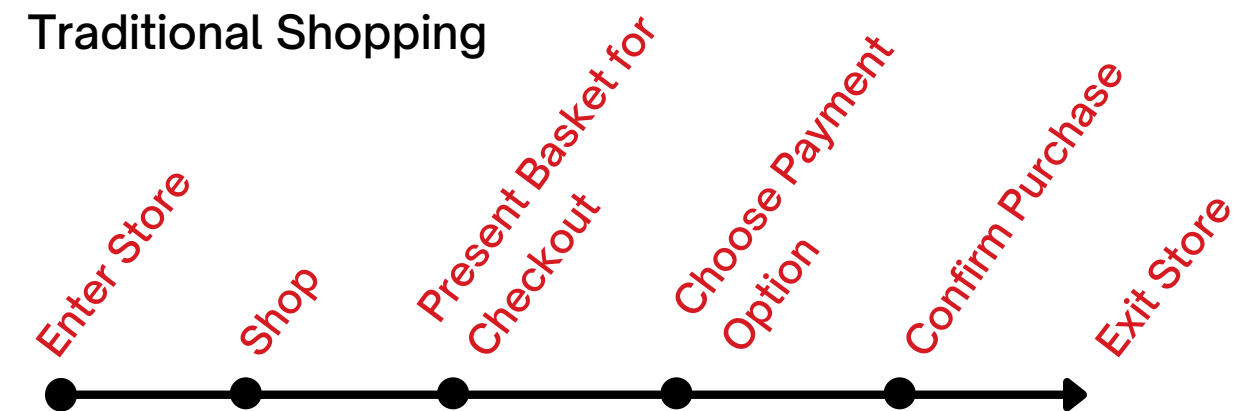 Traditional Shopping
Enter Store
Shop
Present Basket for
Checkout
Choose Payment
Option
Confirm Purchase
Exit Store